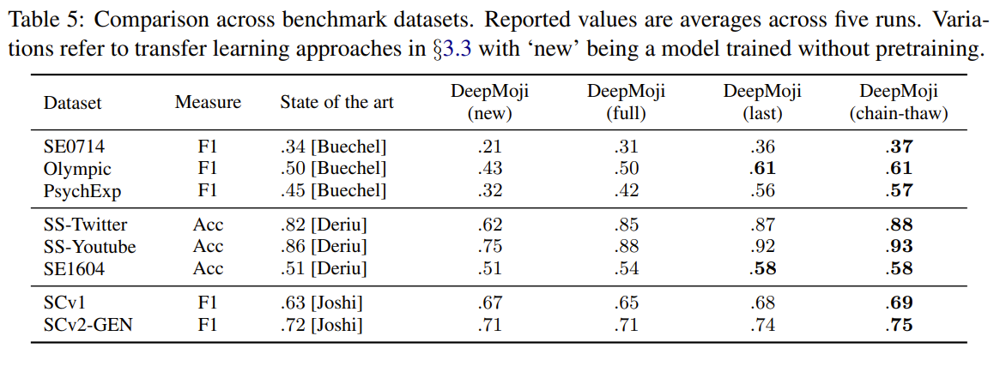 Table 5: Comparison across benchmark datasets. Reported values are averages across five runs. Varia-
tions refer to transfer learning approaches in §3.3 with ‘new’ being a model trained without pretraining.
Dataset Measure State of the art DeepMoji (new) DeepMoji (full) DeepMoji (last) DeepMoji (chain-thaw)
SE0714 F1 .34 [Buechel] .21 .31 .36 .37
Olympic F1 .50 [Buechel] .43 .50 .61 .61
PsychExp F1 .45 [Buechel] .32 .42 .56 .57
SS-Twitter Acc .82 [Deriu] .62 .85 .87 .88
SS-Youtube Acc .86 [Deriu] .75 .88 .92 .93
SE1604 Acc .51 [Deriu] .51 .54 .58 .58
SCv1 F1 .63 [Joshi] .67 .65 .68 .69
SCv2-GEN F1 .72 [Joshi] .71 .71 .74 .75